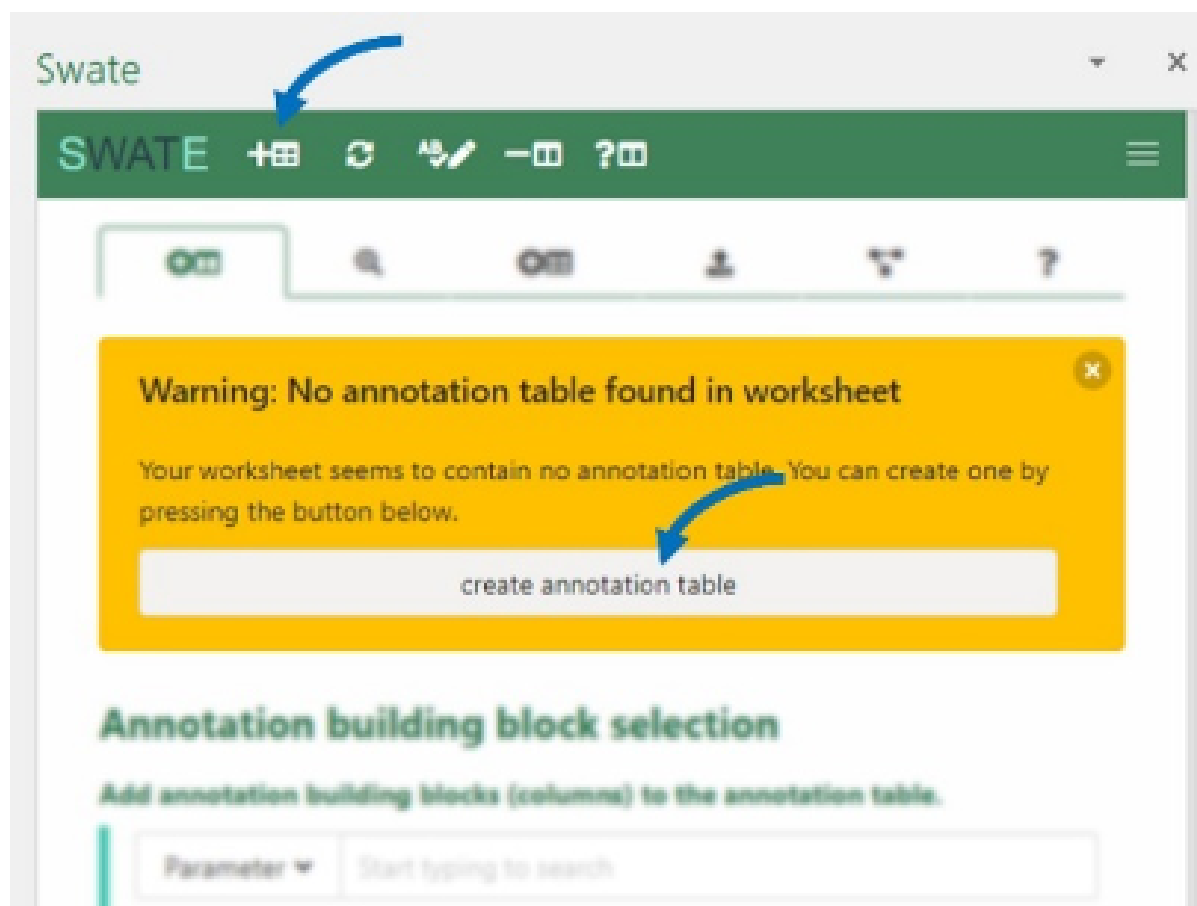 Swate
SWATE
Warning: No annotation table found in worksheet
Your worksheet seems to contain no annotation table. You can create one by
pressing the button below.
create annotation table
Annotation building block selection
Add annotation building blocks (columns) to the annotation table.
Parameter Start typing to search